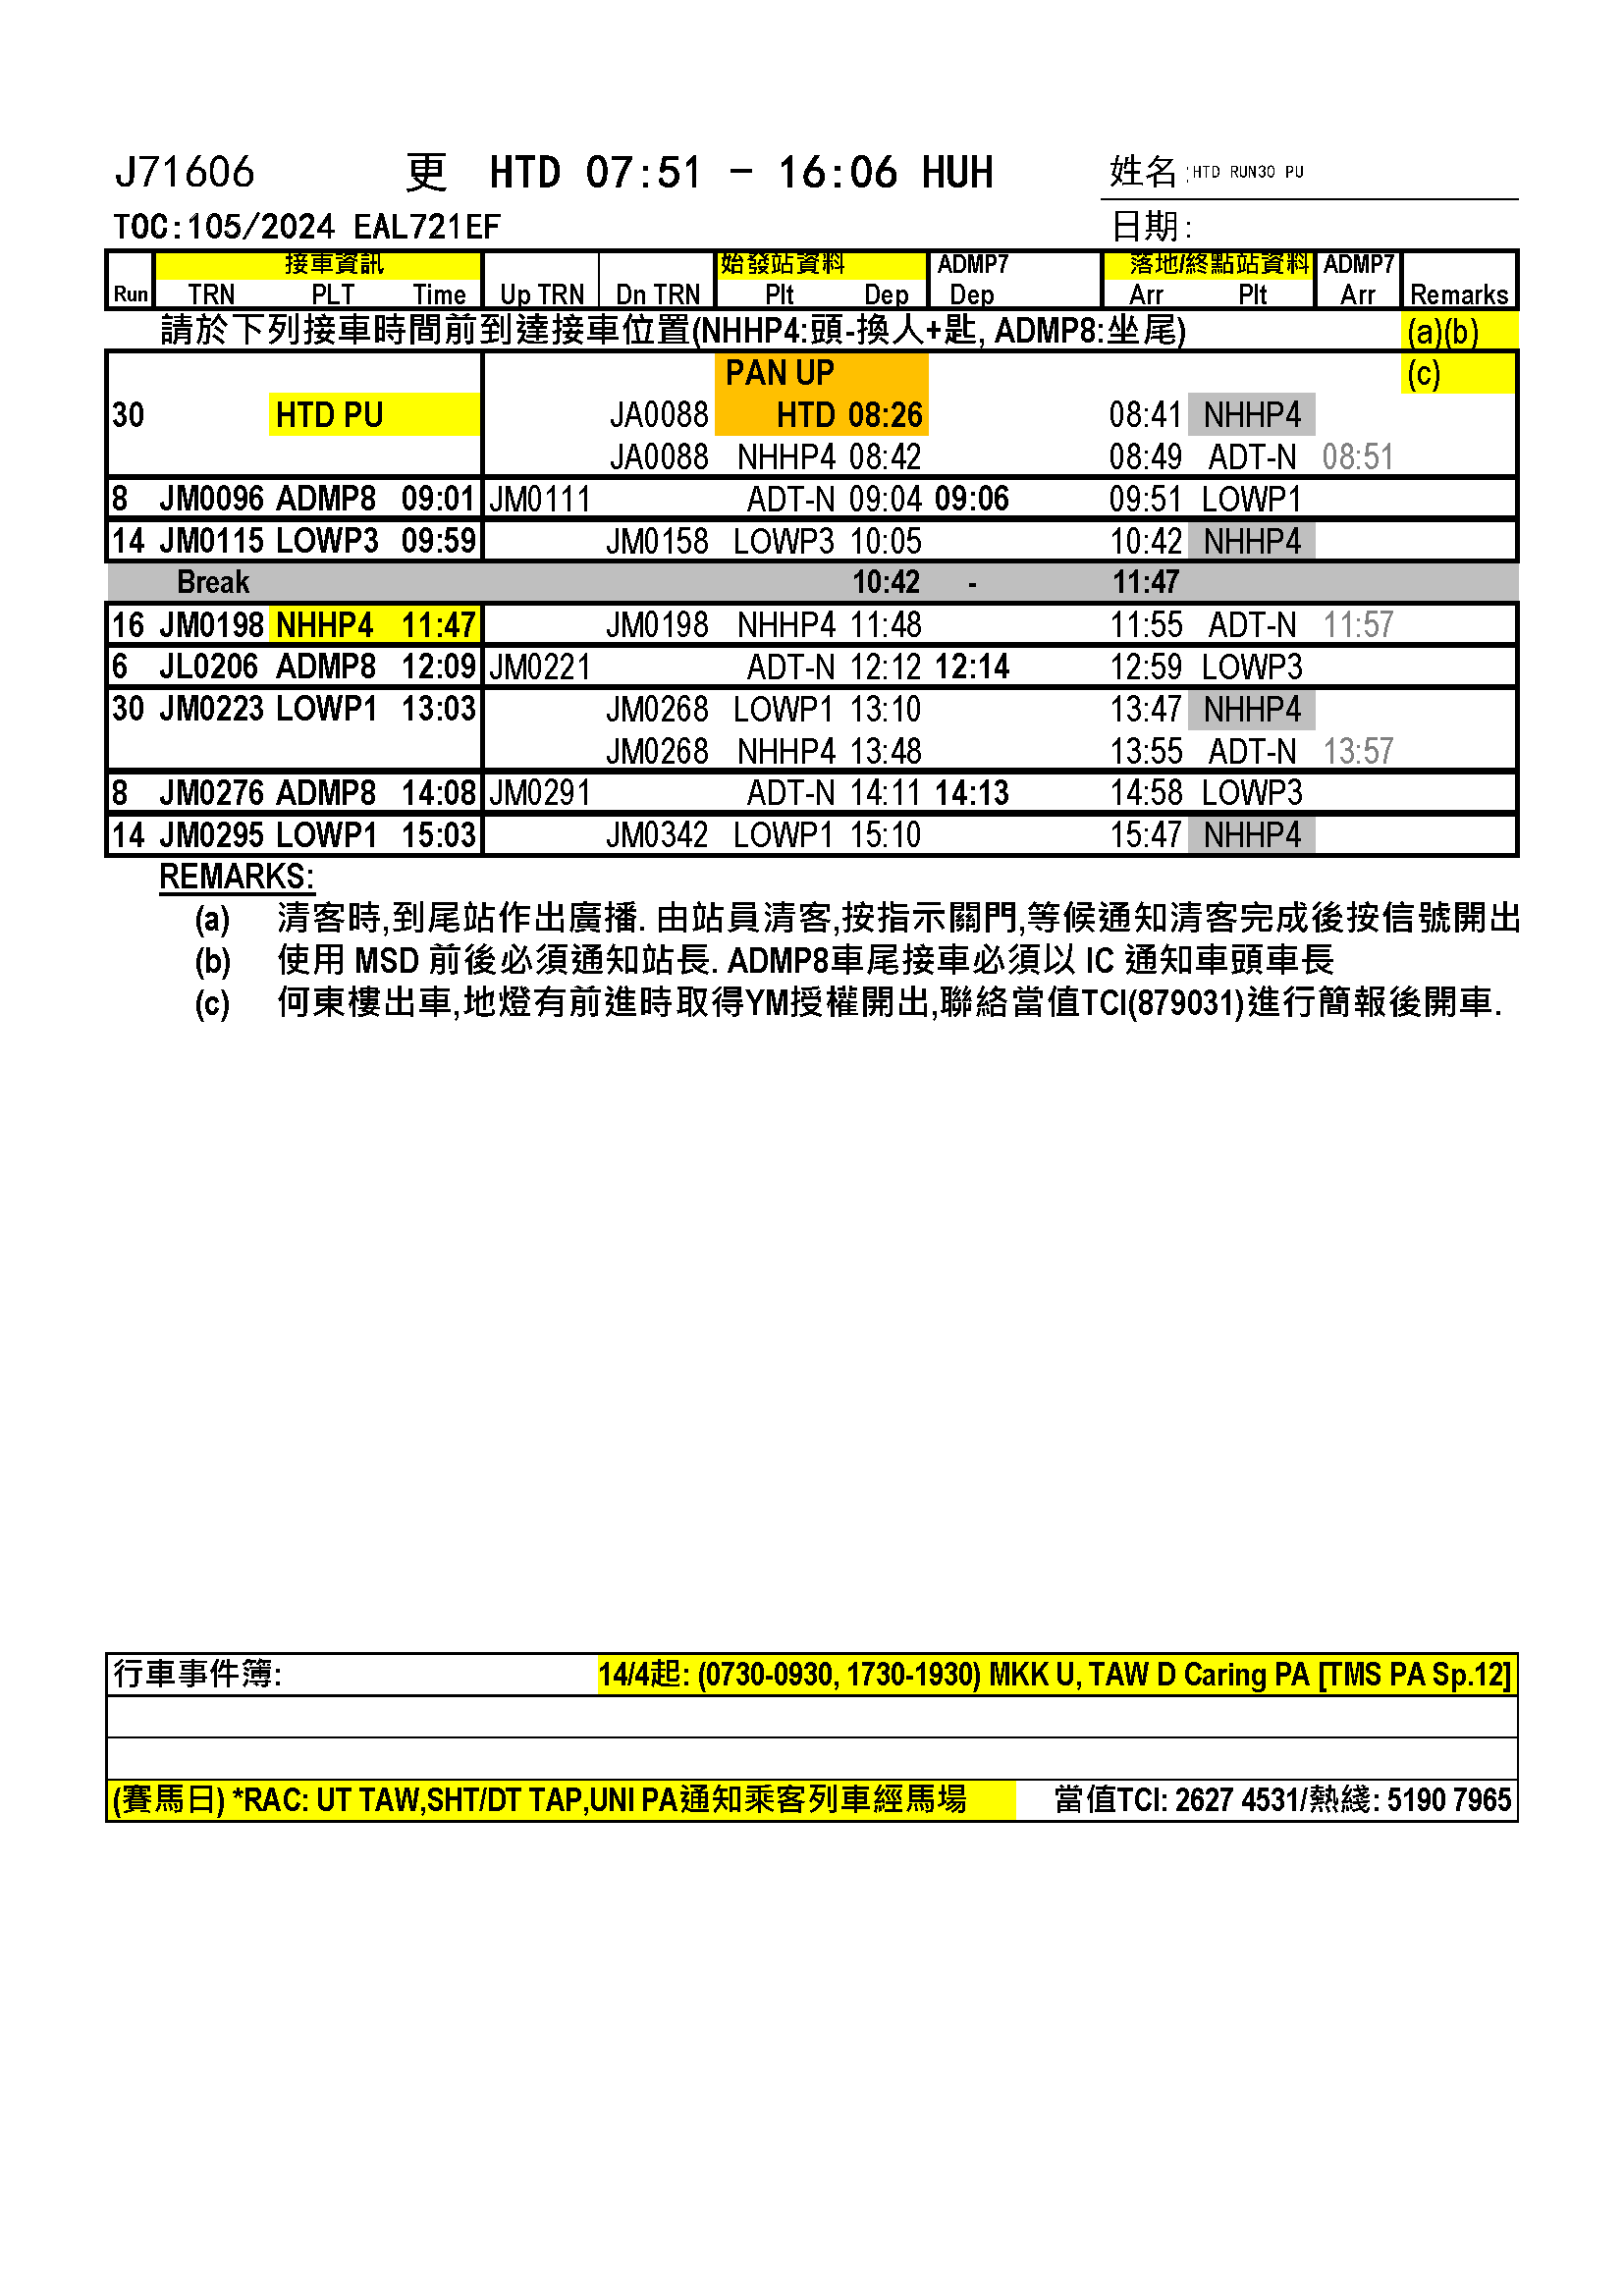 J71606 更 HTD 07:51 - 16:06 HUH 姓名:HTD RUN30 PU
TOC:105/2024 EAL721EF 日期:
接車資訊 始發站資料 ADMP7 落地/終點站資料 ADMP7
Run TRN PLT Time Up TRN Dn TRN Plt Dep Dep Arr Plt Arr Remarks
請於下列接車時間前到達接車位置(NHHP4:頭-換人+匙, ADMP8:坐尾) (a)(b)
PAN UP (c)
30 HTD PU JA0088 HTD 08:26 08:41 NHHP4
JA0088 NHHP4 08:42 08:49 ADT-N 08:51
8 JM0096 ADMP8 09:01 JM0111 ADT-N 09:04 09:06 09:51 LOWP1
14 JM0115 LOWP3 09:59 JM0158 LOWP3 10:05 10:42 NHHP4
Break 10:42 - 11:47
16 JM0198 NHHP4 11:47 JM0198 NHHP4 11:48 11:55 ADT-N 11:57
6 JL0206 ADMP8 12:09 JM0221 ADT-N 12:12 12:14 12:59 LOWP3
30 JM0223 LOWP1 13:03 JM0268 LOWP1 13:10 13:47 NHHP4
JM0268 NHHP4 13:48 13:55 ADT-N 13:57
8 JM0276 ADMP8 14:08 JM0291 ADT-N 14:11 14:13 14:58 LOWP3
14 JM0295 LOWP1 15:03 JM0342 LOWP1 15:10 15:47 NHHP4
REMARKS:
(a) 清客時,到尾站作出廣播. 由站員清客,按指示關門,等候通知清客完成後按信號開出
(b) 使用 MSD 前後必須通知站長. ADMP8車尾接車必須以 IC 通知車頭車長
(c) 何東樓出車,地燈有前進時取得YM授權開出,聯絡當值TCI(879031)進行簡報後開車.
行車事件簿: 14/4起: (0730-0930, 1730-1930) MKK U, TAW D Caring PA [TMS PA Sp.12]
(賽馬日) *RAC: UT TAW,SHT/DT TAP,UNI PA通知乘客列車經馬場 當值TCI: 2627 4531/熱綫: 5190 7965